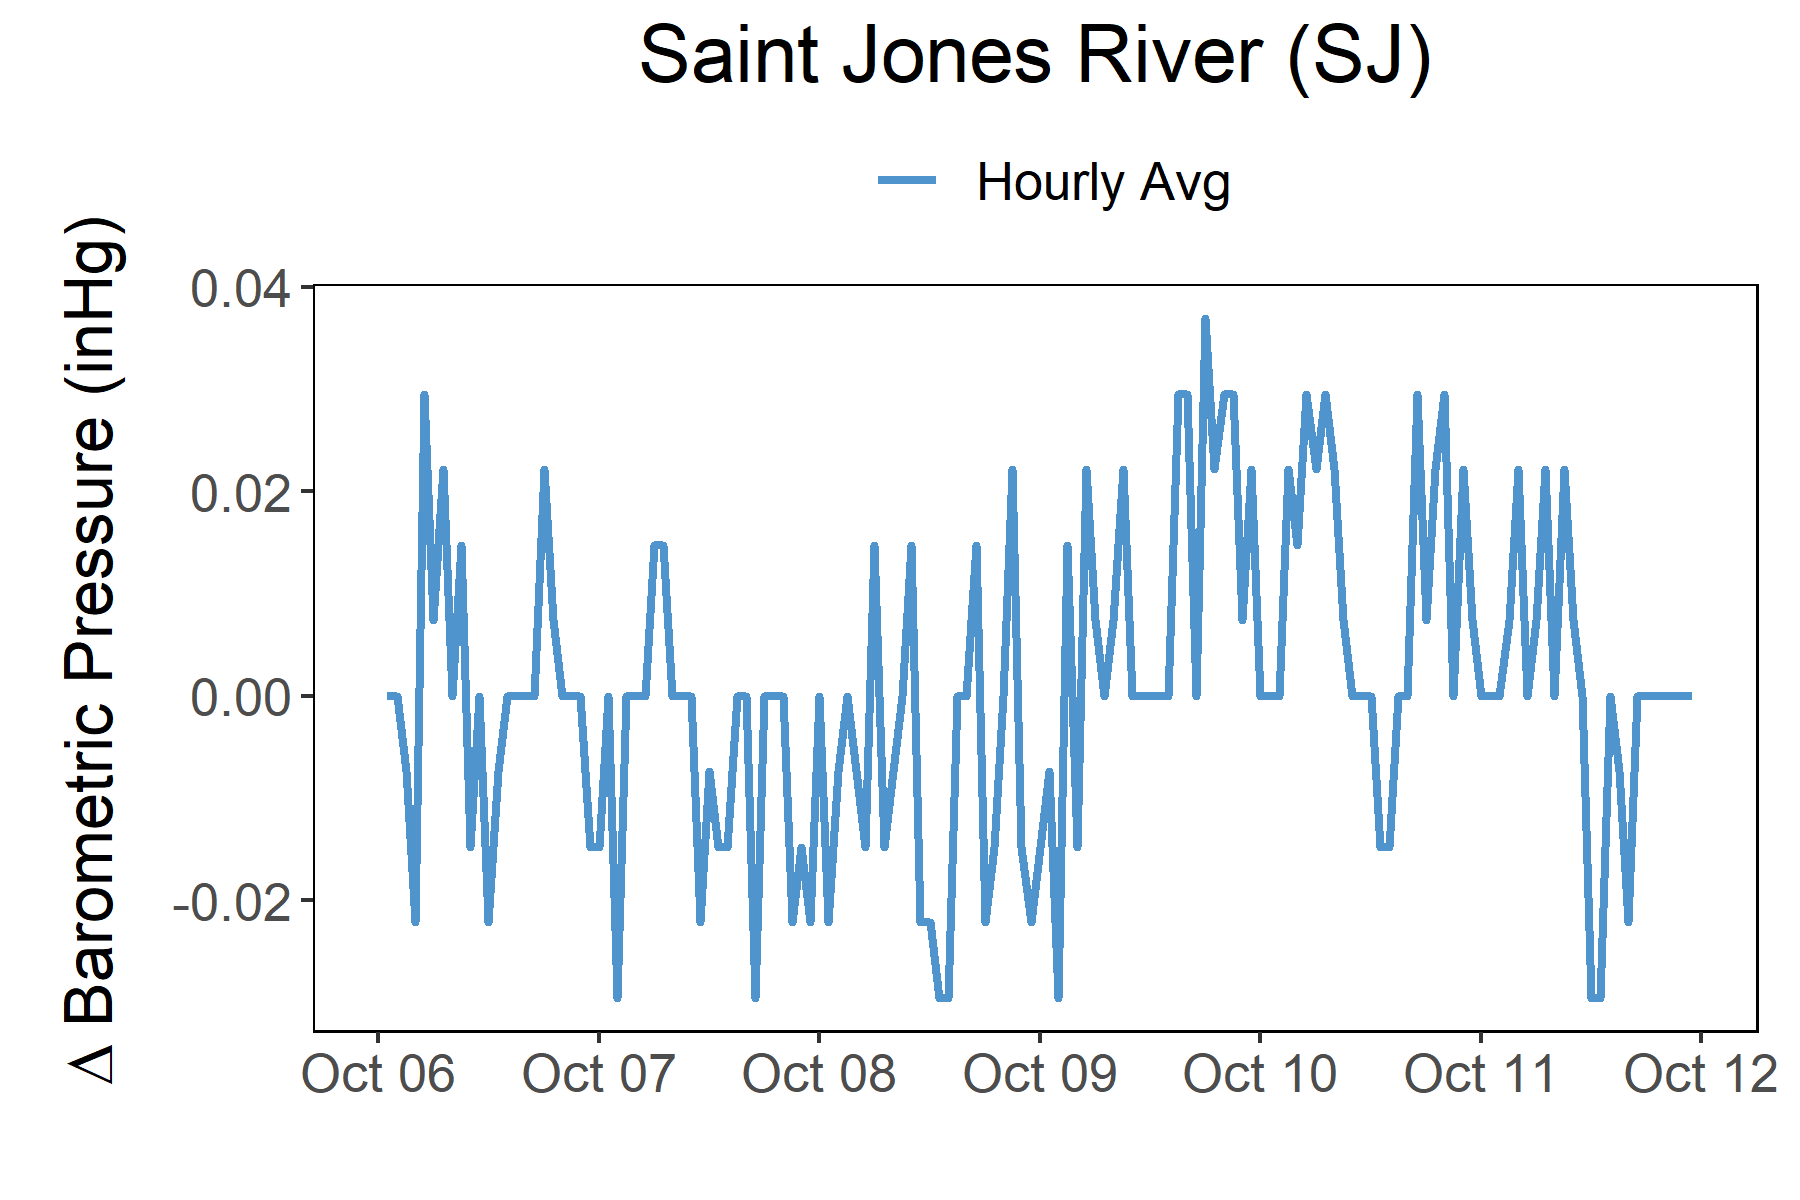 Saint Jones River (SJ)
Hourly Avg
Δ Barometric Pressure (inHg)
0.04
0.02
0.00
-0.02
Oct 06 Oct 07 Oct 08 Oct 09 Oct 10 Oct 11 Oct 12